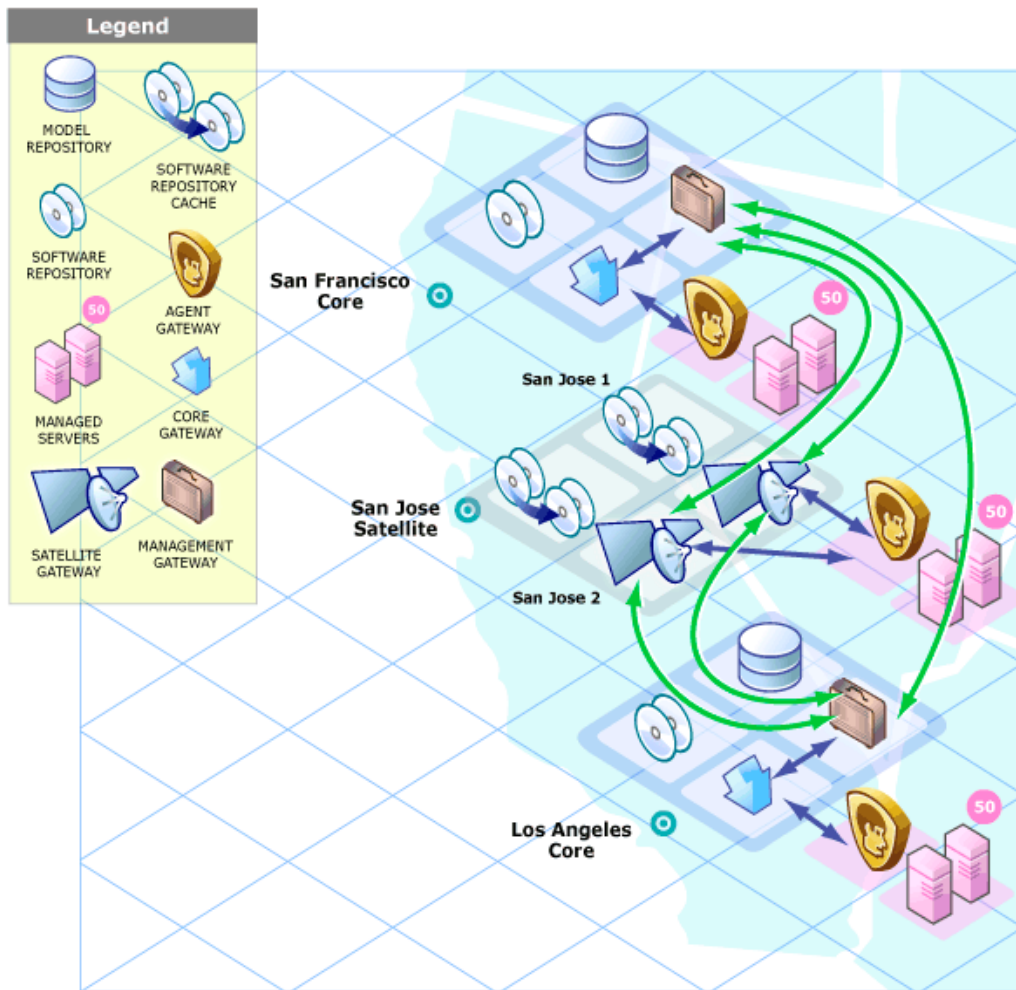 Legend
MODEL
REPOSITORY
SOFTWARE
REPOSITORY
CACHE
SOFTWARE
REPOSITORY
AGENT
GATEWAY
50
MANAGED
SERVERS
CORE
GATEWAY
SATELLITE
GATEWAY
MANAGEMENT
GATEWAY
San Francisco
Core
50
San Jose 1
San Jose
Satellite
50
San Jose 2
Los Angeles
Core
50